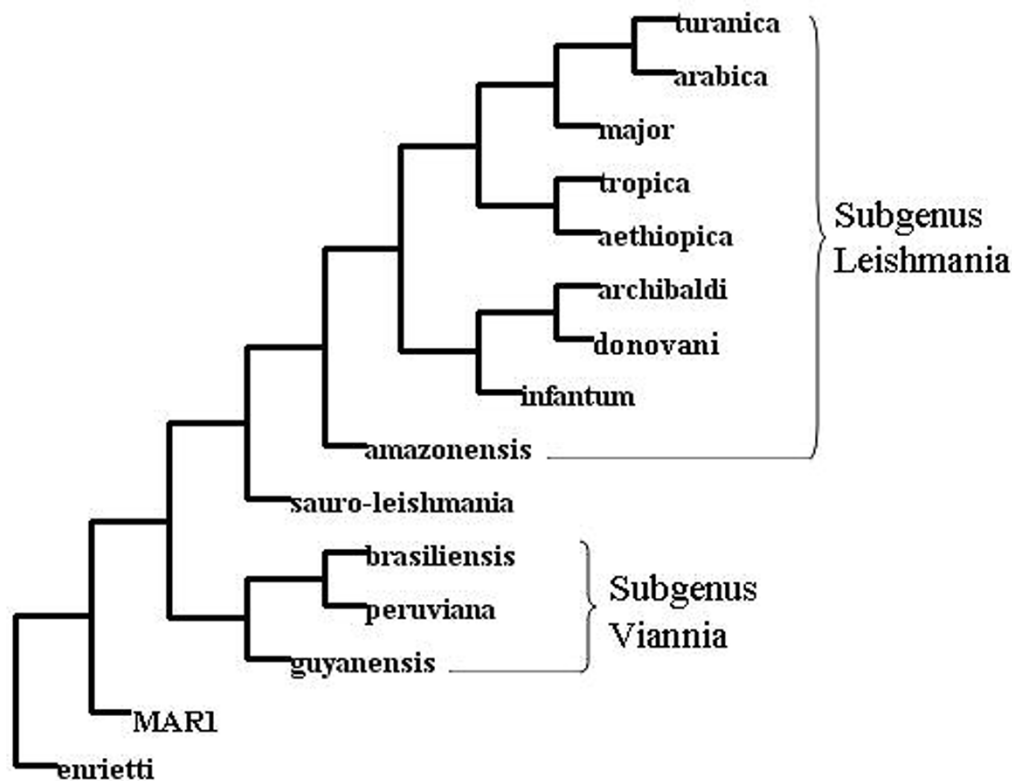 turanica
arabica
major
tropica
aethiopica
Subgenus
Leishmania
archibaldi
donovani
infantum
amazonensis
sauro-leishmania
brasiliensis
peruviana
guyanensis
Subgenus
Viannia
MAR1
enrietti